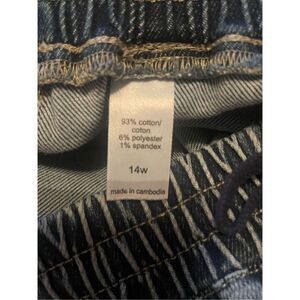 93% cotton/
coton
6% polyester
1% spandex
14w
made in cambodia